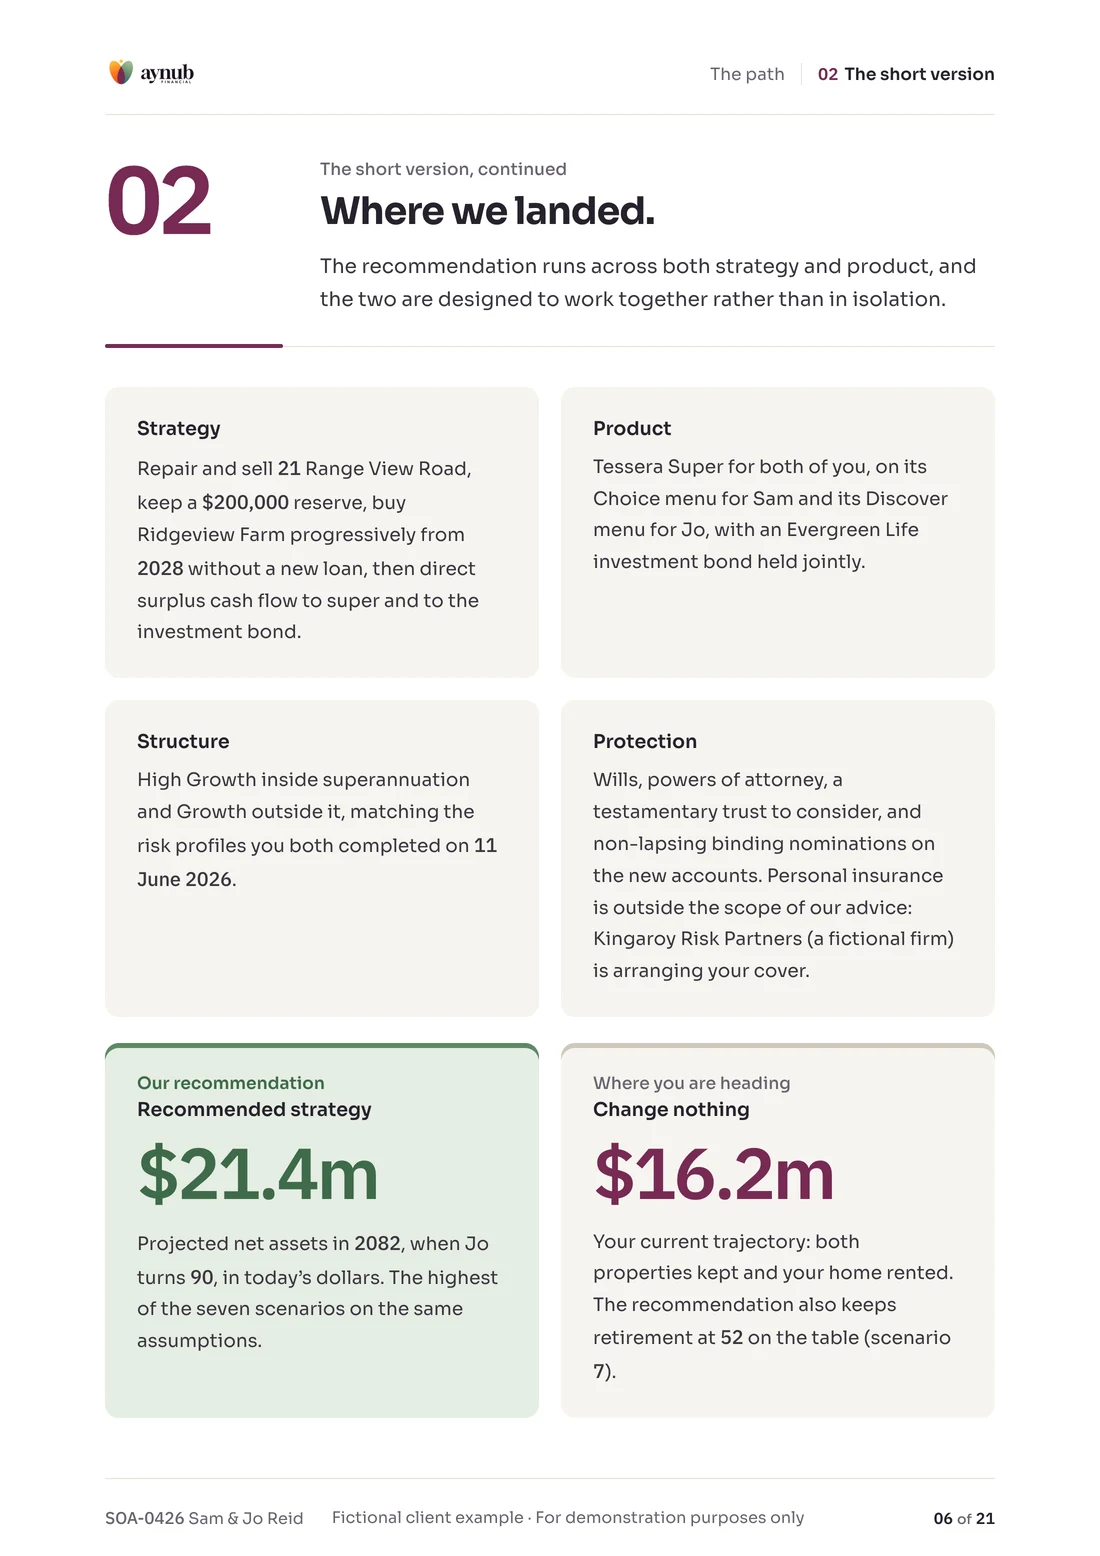 aynub
FINANCIAL
The path
02 The short version
02
The short version, continued
Where we landed.
The recommendation runs across both strategy and product, and
the two are designed to work together rather than in isolation.
Strategy
Repair and sell 21 Range View Road,
keep a $200,000 reserve, buy
Ridgeview Farm progressively from
2028 without a new loan, then direct
surplus cash flow to super and to the
investment bond.
Product
Tessera Super for both of you, on its
Choice menu for Sam and its Discover
menu for Jo, with an Evergreen Life
investment bond held jointly.
Structure
High Growth inside superannuation
and Growth outside it, matching the
risk profiles you both completed on 11
June 2026.
Protection
Wills, powers of attorney, a
testamentary trust to consider, and
non-lapsing binding nominations on
the new accounts. Personal insurance
is outside the scope of our advice:
Kingaroy Risk Partners (a fictional firm)
is arranging your cover.
Our recommendation
Recommended strategy
$21.4m
Projected net assets in 2082, when Jo
turns 90, in today’s dollars. The highest
of the seven scenarios on the same
assumptions.
Where you are heading
Change nothing
$16.2m
Your current trajectory: both
properties kept and your home rented.
The recommendation also keeps
retirement at 52 on the table (scenario
7).
SOA-0426 Sam & Jo Reid
Fictional client example · For demonstration purposes only
06 of 21